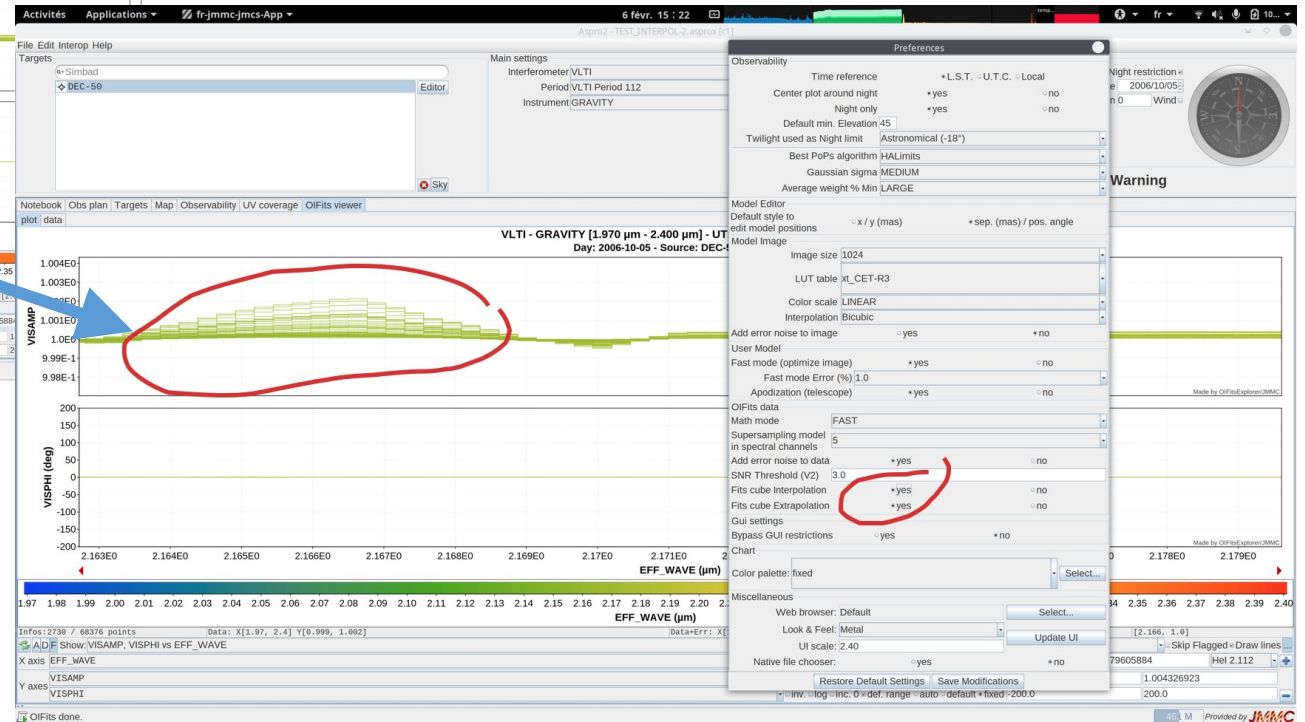 Activités Applications fr-jmmc-jmcs-App 6 févr. 15 : 22 temp... fr 10...
Aspro2 - TEST_INTERPOL-2.asprox [c1]
File Edit Interop Help
Targets
Simbad
DEC-50
Editor
Sky
Main settings
Interferometer VLTI
Period VLTI Period 112
Instrument GRAVITY
Night restriction
2006/10/05
0 Wind
N
E
S
W
Warning
Notebook Obs plan Targets Map Observability UV coverage OIFits viewer
plot data
VLTI - GRAVITY [1.970 µm - 2.400 µm] - UT
Day: 2006-10-05 - Source: DEC-
VISAMP
1.004E0
1.003E0
1.001E0
1.0E0
9.99E-1
9.98E-1
Made by OIFitsExplorer/JMMC
VISPHI (deg)
200
150
100
50
0
-50
-100
-150
-200
Made by OIFitsExplorer/JMMC
2.163E0 2.164E0 2.165E0 2.166E0 2.167E0 2.168E0 2.169E0 2.17E0 2.171E0 2.178E0 2.179E0
EFF_WAVE (µm)
1.97 1.98 1.99 2.00 2.01 2.02 2.03 2.04 2.05 2.06 2.07 2.08 2.09 2.10 2.11 2.12 2.13 2.14 2.15 2.16 2.17 2.18 2.19 2.20 2.35 2.36 2.37 2.38 2.39 2.40
EFF_WAVE (µm)
Infos:2730 / 68376 points Data: X[1.97, 2.4] Y[0.999, 1.002] Data+Err: X[ [2.166, 1.0]
A D F Show: VISAMP, VISPHI vs EFF_WAVE Skip Flagged Draw lines ...
X axis EFF_WAVE 79605884 HeI 2.112
Y axes VISAMP 1.004326923
VISPHI inv. log inc. 0 def. range auto default fixed -200.0 200.0
OIFits done. 461 M Provided by JMMC
Preferences
Observability
Time reference L.S.T. U.T.C. Local
Center plot around night yes no
Night only yes no
Default min. Elevation 45
Twilight used as Night limit Astronomical (-18°)
Best PoPs algorithm HALimits
Gaussian sigma MEDIUM
Average weight % Min LARGE
Model Editor
Default style to
edit model positions x / y (mas) sep. (mas) / pos. angle
Model Image
Image size 1024
LUT table xt_CET-R3
Color scale LINEAR
Interpolation Bicubic
Add error noise to image yes no
User Model
Fast mode (optimize image) yes no
Fast mode Error (%) 1.0
Apodization (telescope) yes no
OIFits data
Math mode FAST
Supersampling model
in spectral channels 5
Add error noise to data yes no
SNR Threshold (V2) 3.0
Fits cube Interpolation yes no
Fits cube Extrapolation yes no
Gui settings
Bypass GUI restrictions yes no
Chart
Color palette: fixed Select...
Miscellaneous
Web browser: Default Select...
Look & Feel: Metal Update UI
UI scale: 2.40
Native file chooser: yes no
Restore Default Settings Save Modifications